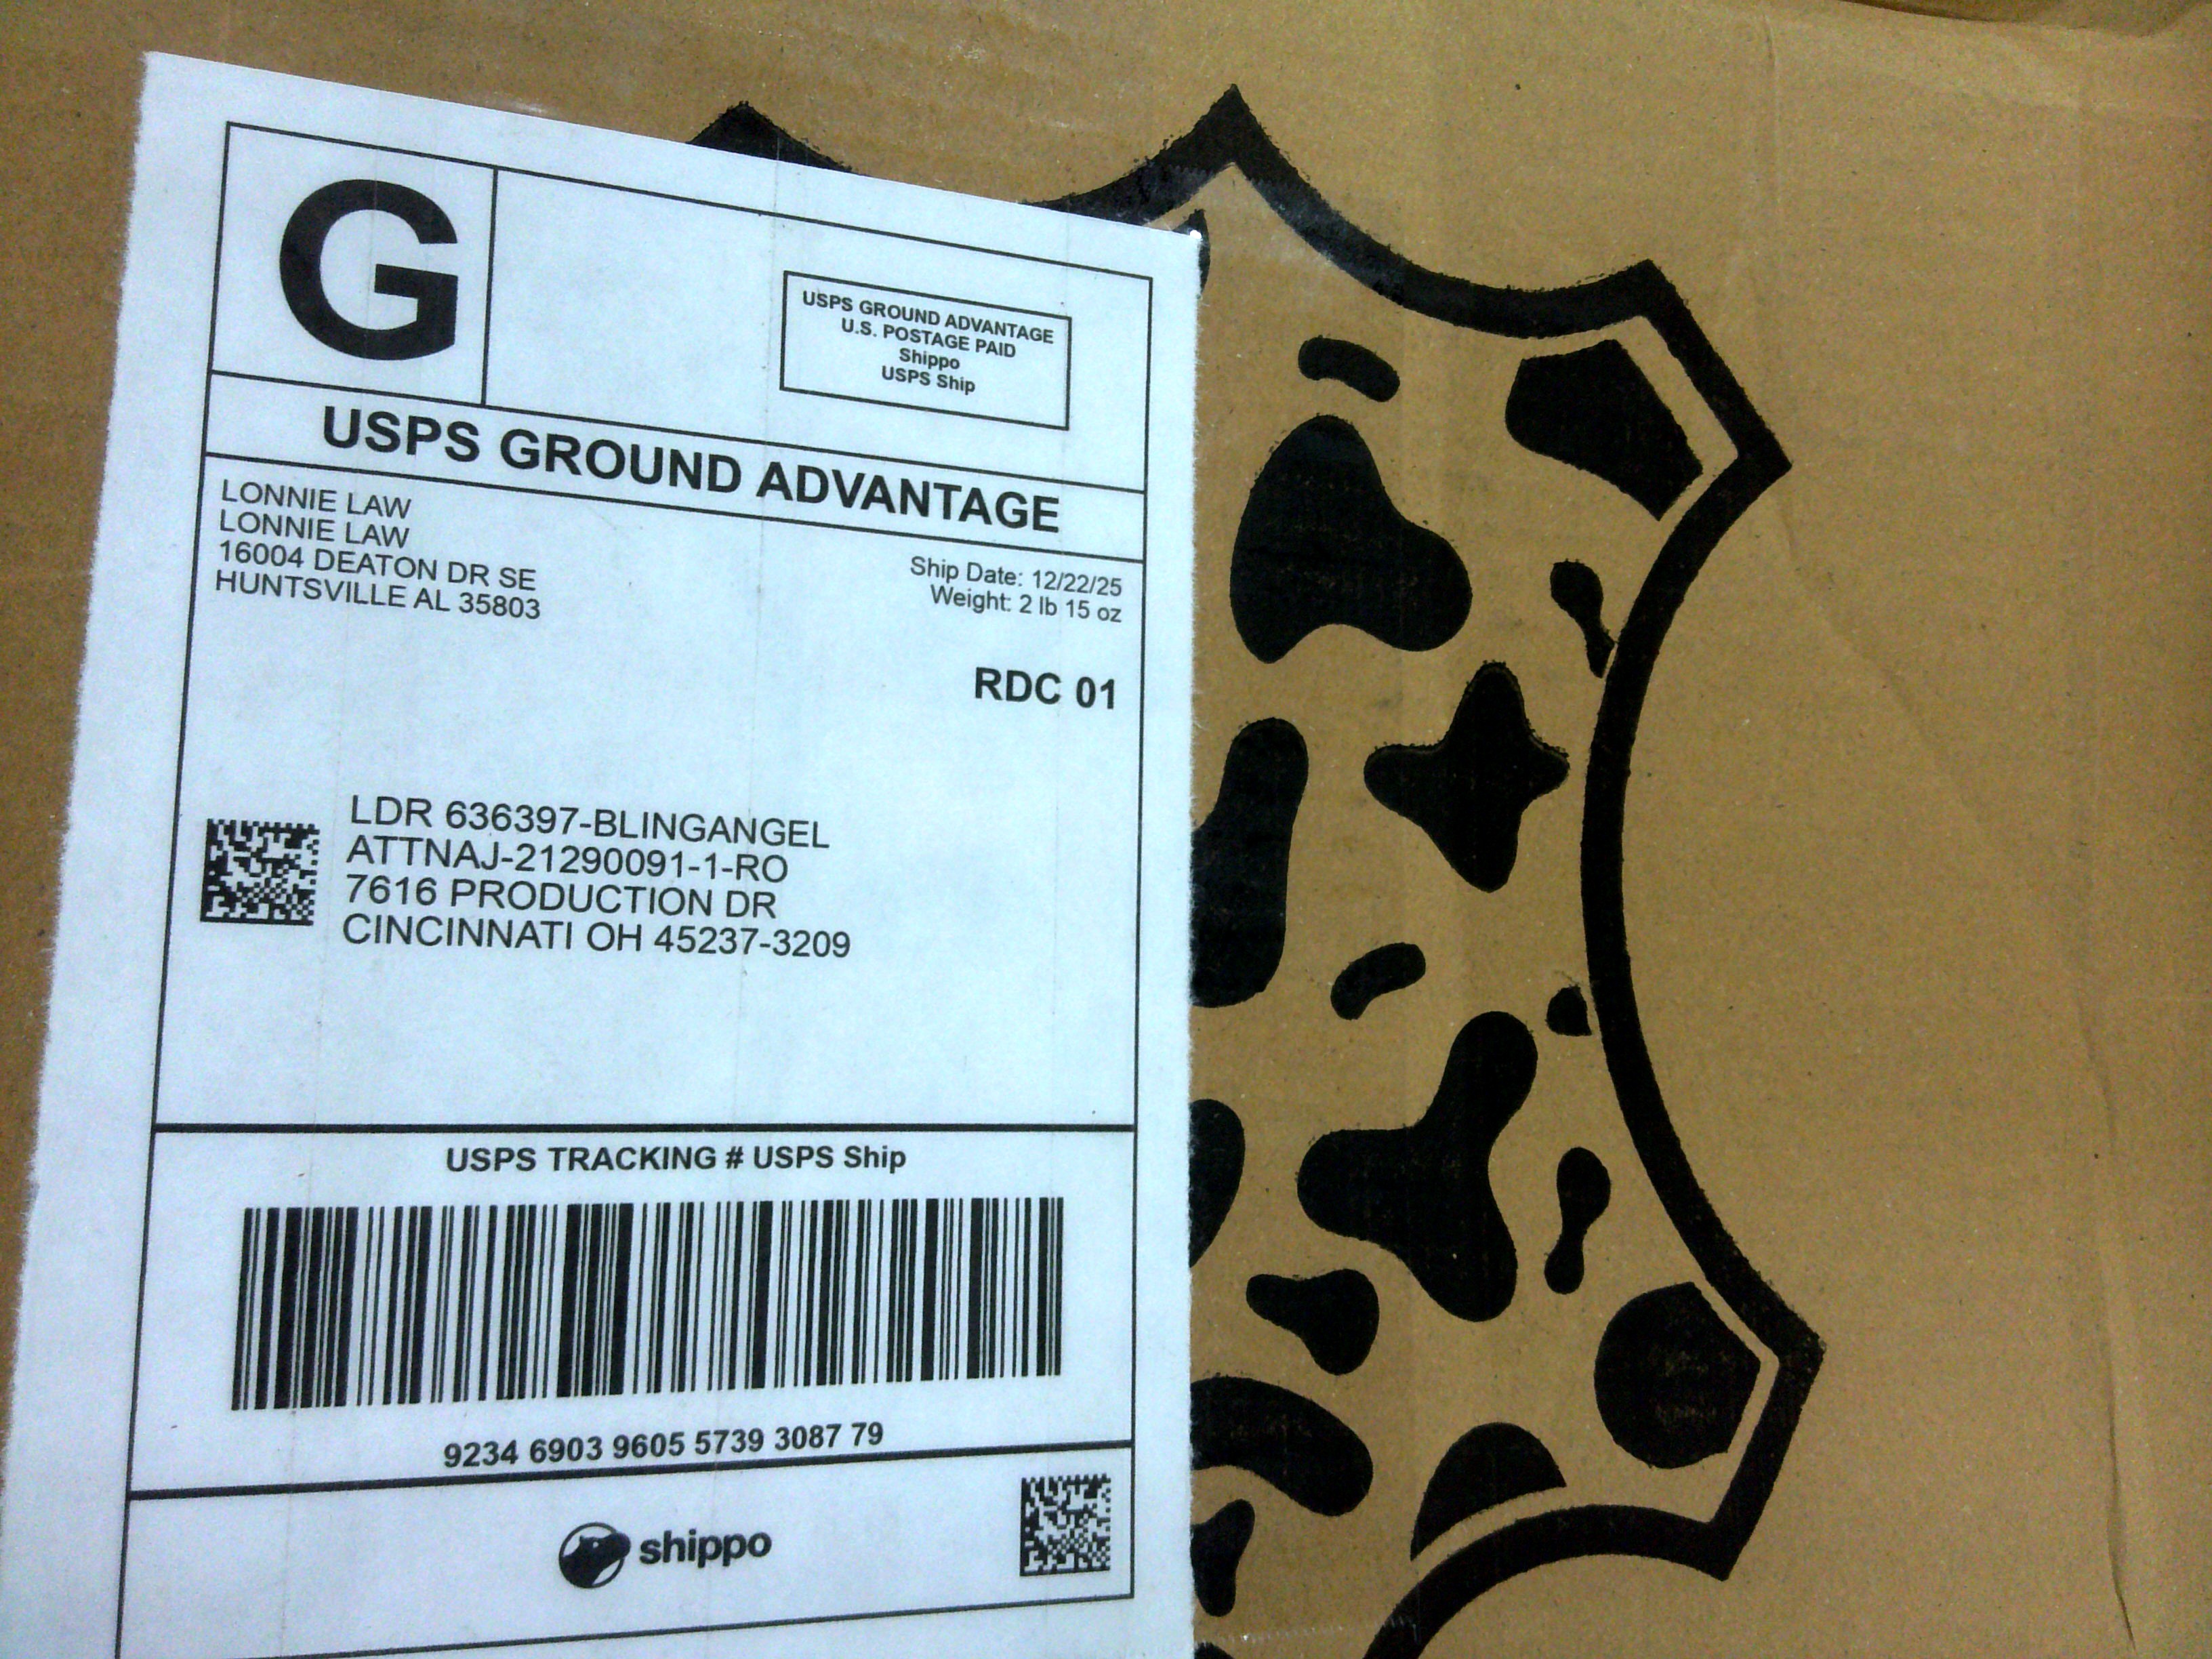 G
USPS GROUND ADVANTAGE
U.S. POSTAGE PAID
Shippo
USPS Ship
USPS GROUND ADVANTAGE
LONNIE LAW
LONNIE LAW
16004 DEATON DR SE
HUNTSVILLE AL 35803
Ship Date: 12/22/25
Weight: 2 lb 15 oz
RDC 01
LDR 636397-BLINGANGEL
ATTNAJ-21290091-1-RO
7616 PRODUCTION DR
CINCINNATI OH 45237-3209
USPS TRACKING # USPS Ship
9234 6903 9605 5739 3087 79
shippo